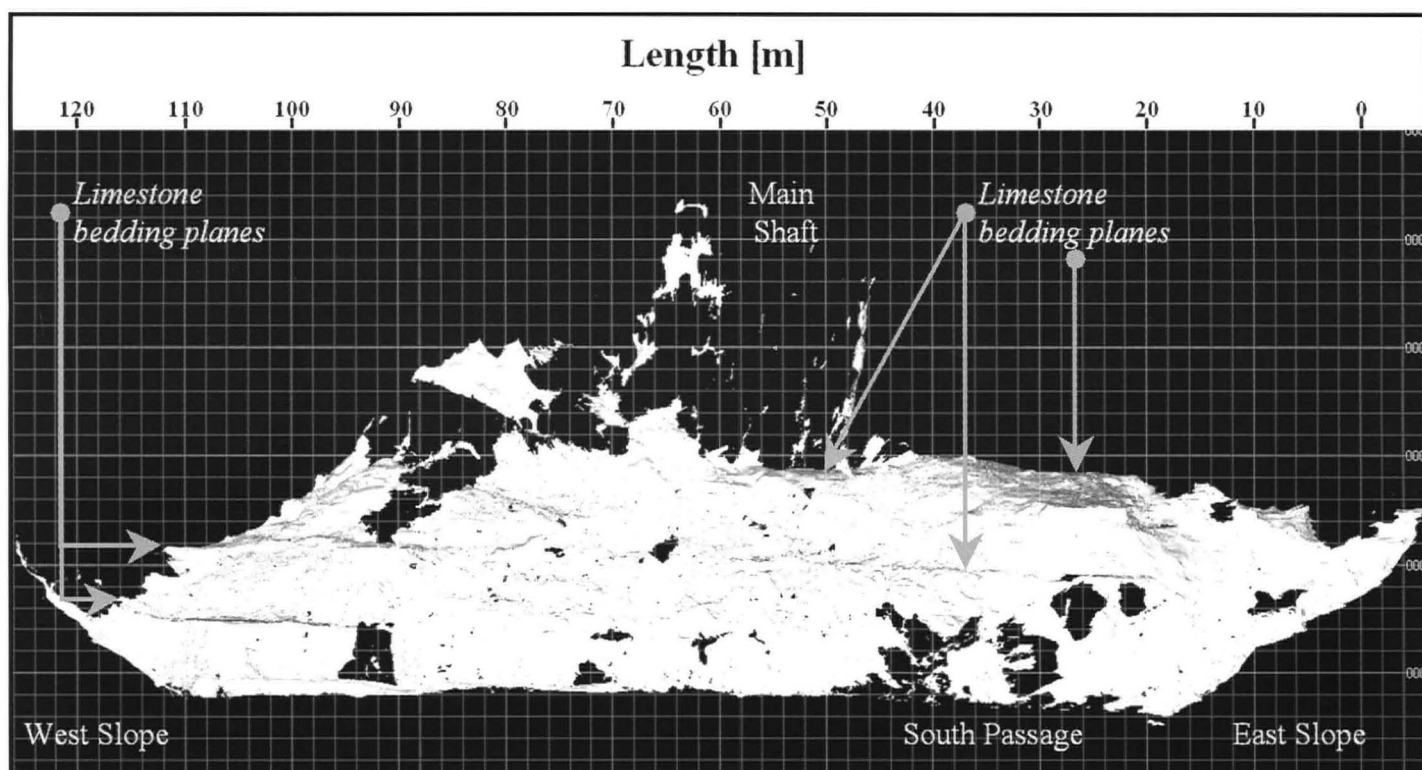 Length [m]
120 110 100 90 80 70 60 50 40 30 20 10 0
Limestone
bedding planes
Main
Shaft
Limestone
bedding planes
West Slope
South Passage
East Slope